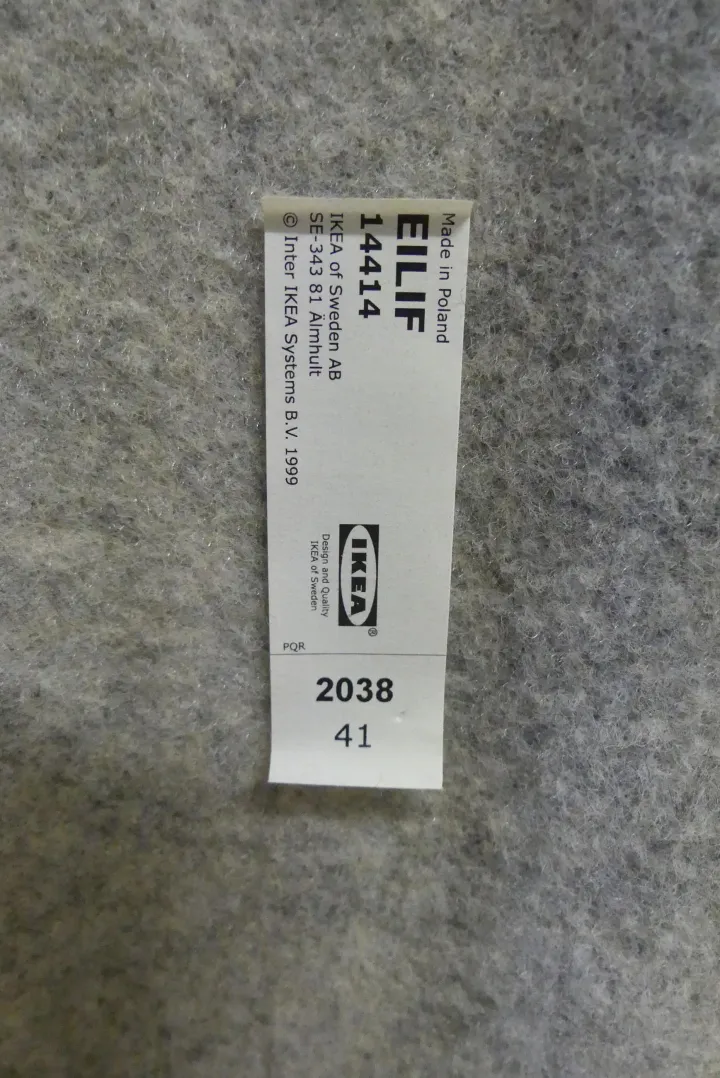 Made in Poland
EILIF
14414
IKEA of Sweden AB
SE-343 81 Älmhult
© Inter IKEA Systems B.V. 1999
IKEA®
Design and Quality
IKEA of Sweden
PQR
2038
41